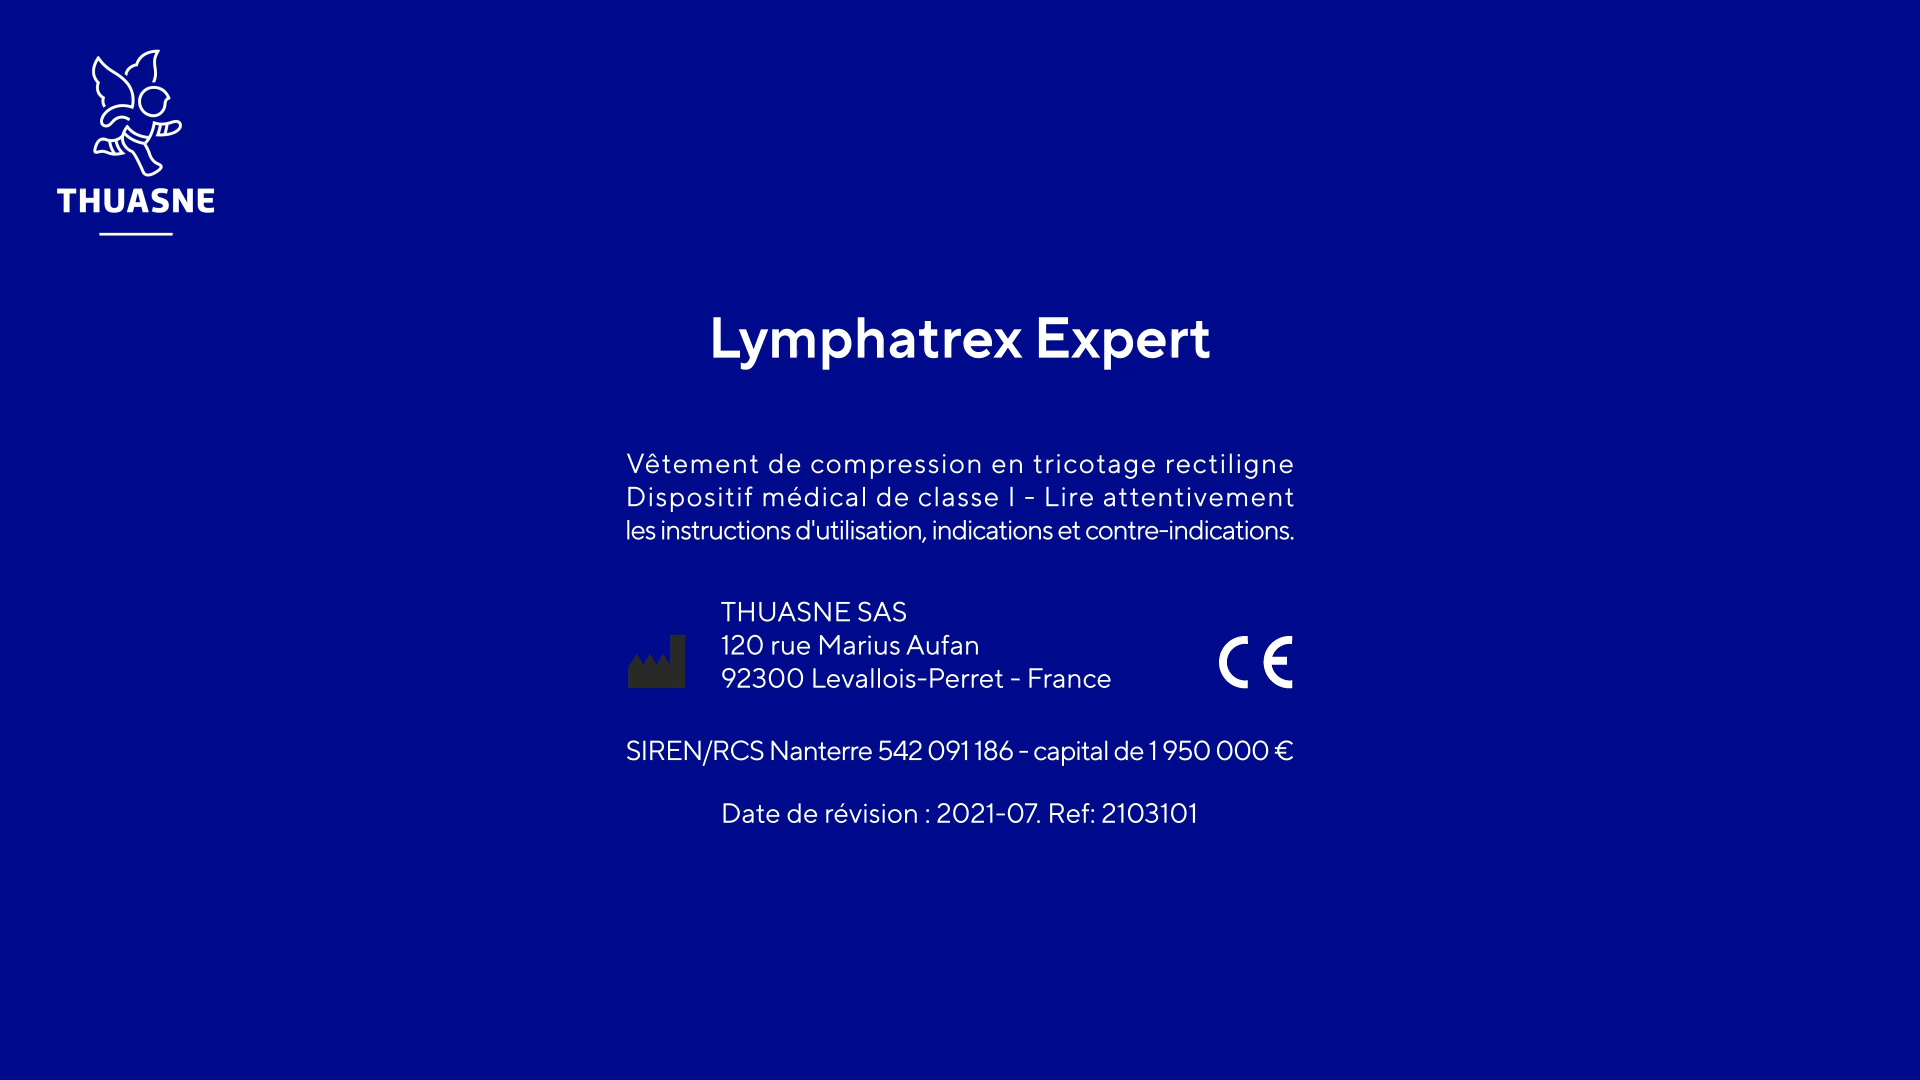 THUASNE
Lymphatrex Expert
Vêtement de compression en tricotage rectiligne
Dispositif médical de classe I - Lire attentivement
les instructions d'utilisation, indications et contre-indications.
THUASNE SAS
120 rue Marius Aufan
92300 Levallois-Perret - France
CE
SIREN/RCS Nanterre 542 091 186 - capital de 1 950 000 €
Date de révision : 2021-07. Ref: 2103101